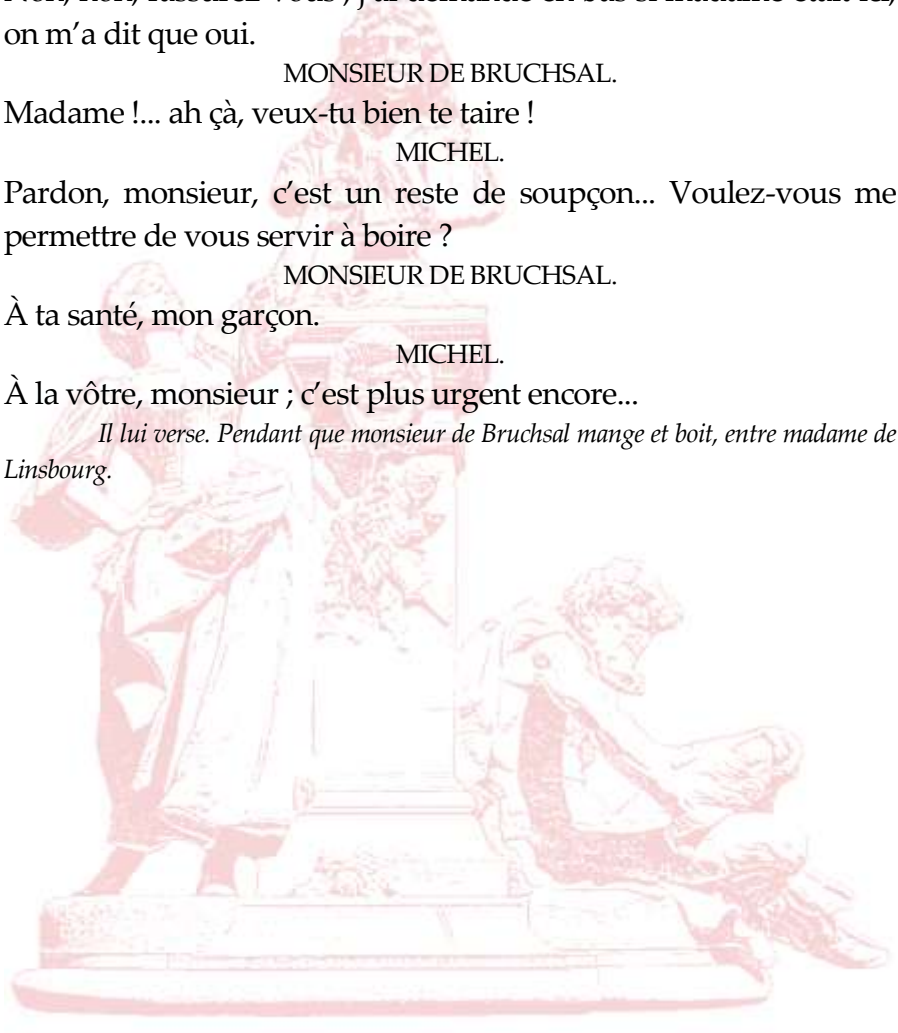 Non, non, rassurez-vous ; j’ai demandé en bas si madame était ici,
on m’a dit que oui.
MONSIEUR DE BRUCHSAL.
Madame !... ah çà, veux-tu bien te taire !
MICHEL.
Pardon, monsieur, c’est un reste de soupçon... Voulez-vous me
permettre de vous servir à boire ?
MONSIEUR DE BRUCHSAL.
À ta santé, mon garçon.
MICHEL.
À la vôtre, monsieur ; c’est plus urgent encore...
Il lui verse. Pendant que monsieur de Bruchsal mange et boit, entre madame de
Linsbourg.